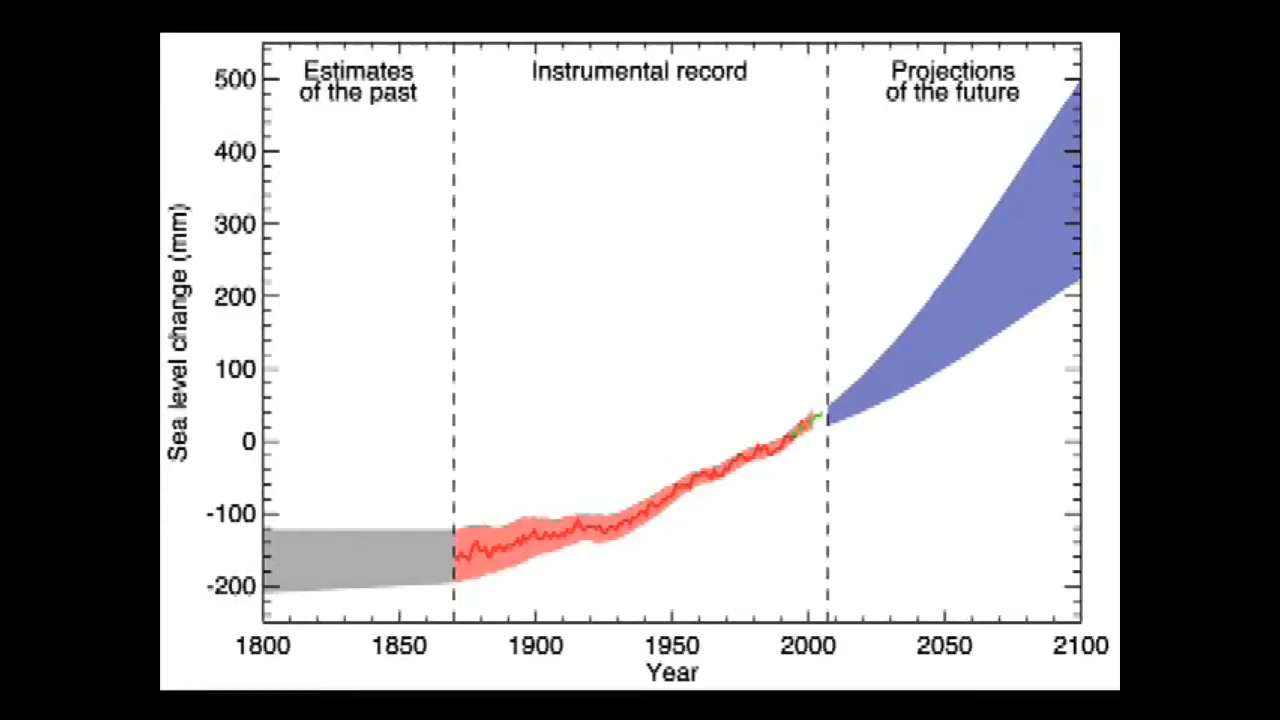 Estimates
of the past
Instrumental record
Projections
of the future
500
400
300
200
100
0
-100
-200
Sea level change (mm)
1800 1850 1900 1950 2000 2050 2100
Year